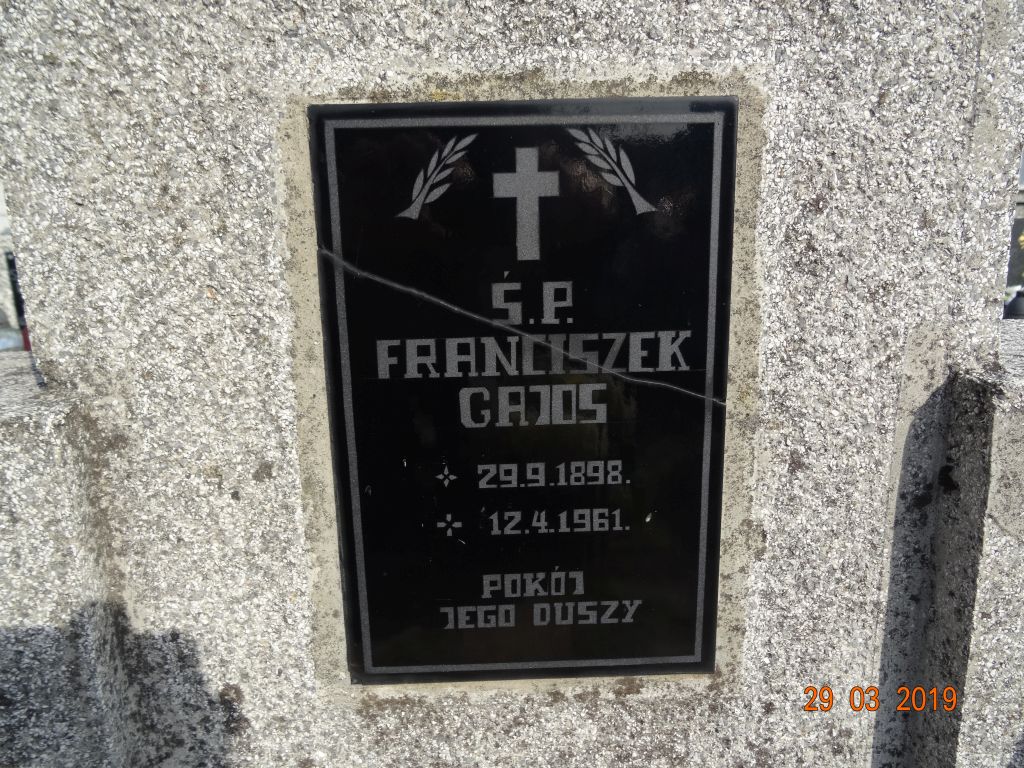 Ś.P.
FRANCISZEK
GAJOS
29.9.1898.
12.4.1961.
POKÓJ
JEGO DUSZY
29 03 2019